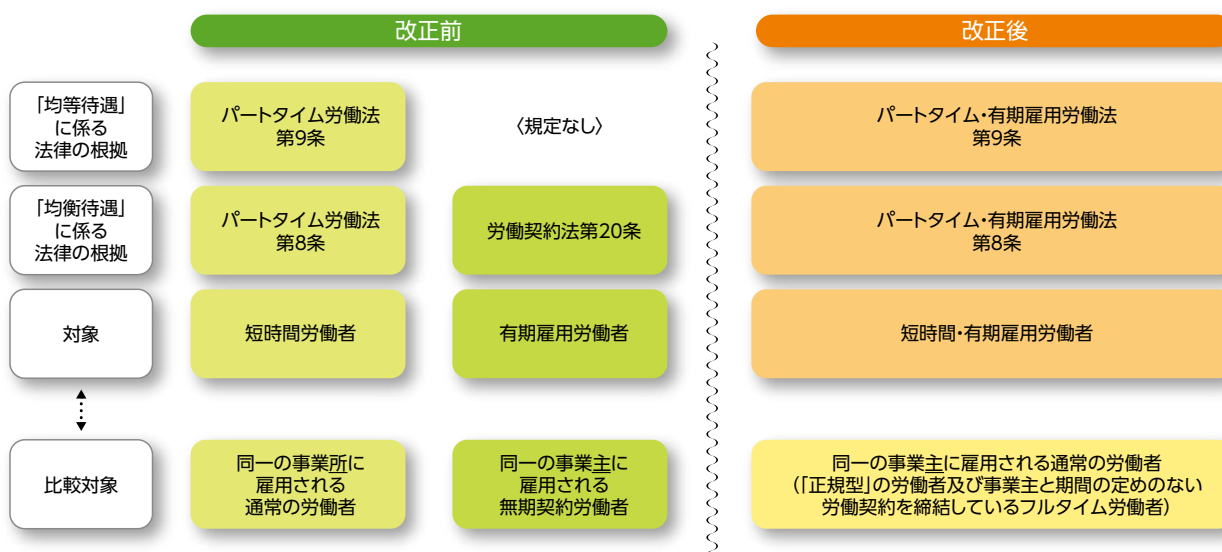 改正前
改正後
「均等待遇」
に係る
法律の根拠
パートタイム労働法
第9条
〈規定なし〉
パートタイム・有期雇用労働法
第9条
「均衡待遇」
に係る
法律の根拠
パートタイム労働法
第8条
労働契約法第20条
パートタイム・有期雇用労働法
第8条
対象
短時間労働者
有期雇用労働者
短時間・有期雇用労働者
比較対象
同一の事業所に
雇用される
通常の労働者
同一の事業主に
雇用される
無期契約労働者
同一の事業主に雇用される通常の労働者
(「正規型」の労働者及び事業主と期間の定めのない
労働契約を締結しているフルタイム労働者)